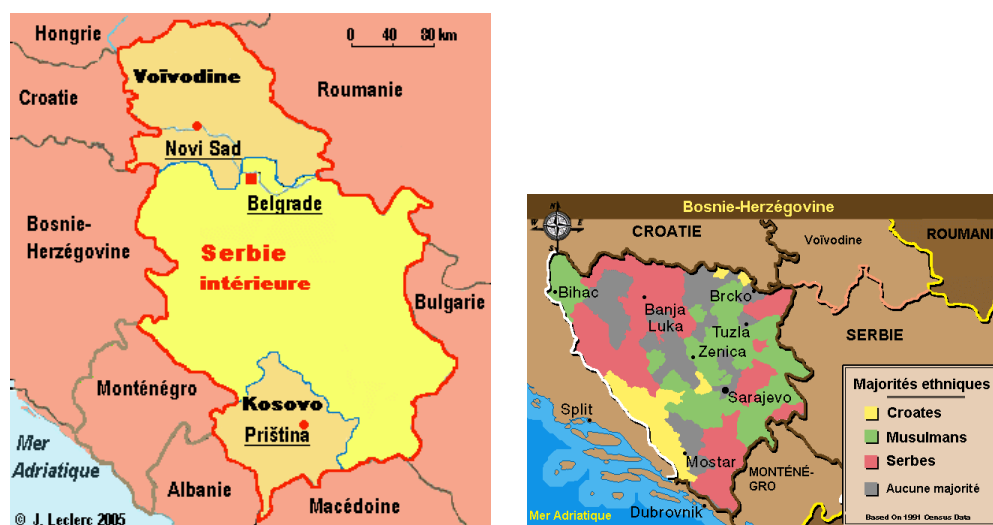 Hongrie
0 40 80 km
Voïvodine
Croatie
Roumanie
Novi Sad
Belgrade
Bosnie-
Herzégovine
Serbie
intérieure
Bulgarie
Monténégro
Kosovo
Priština
Mer
Adriatique
Albanie
Macédoine
© J. Leclerc 2005
Bosnie-Herzégovine
N
W E
S
CROATIE
Voïvodine
ROUMANI
Bihac
Brcko
Banja
Luka
Tuzla
SERBIE
Zenica
Majorités ethniques
Sarajevo
Croates
Split
Musulmans
Serbes
Mostar
MONTÉNÉ-
GRO
Aucune majorité
Dubrovnik
Mer Adriatique
Based On 1991 Census Data